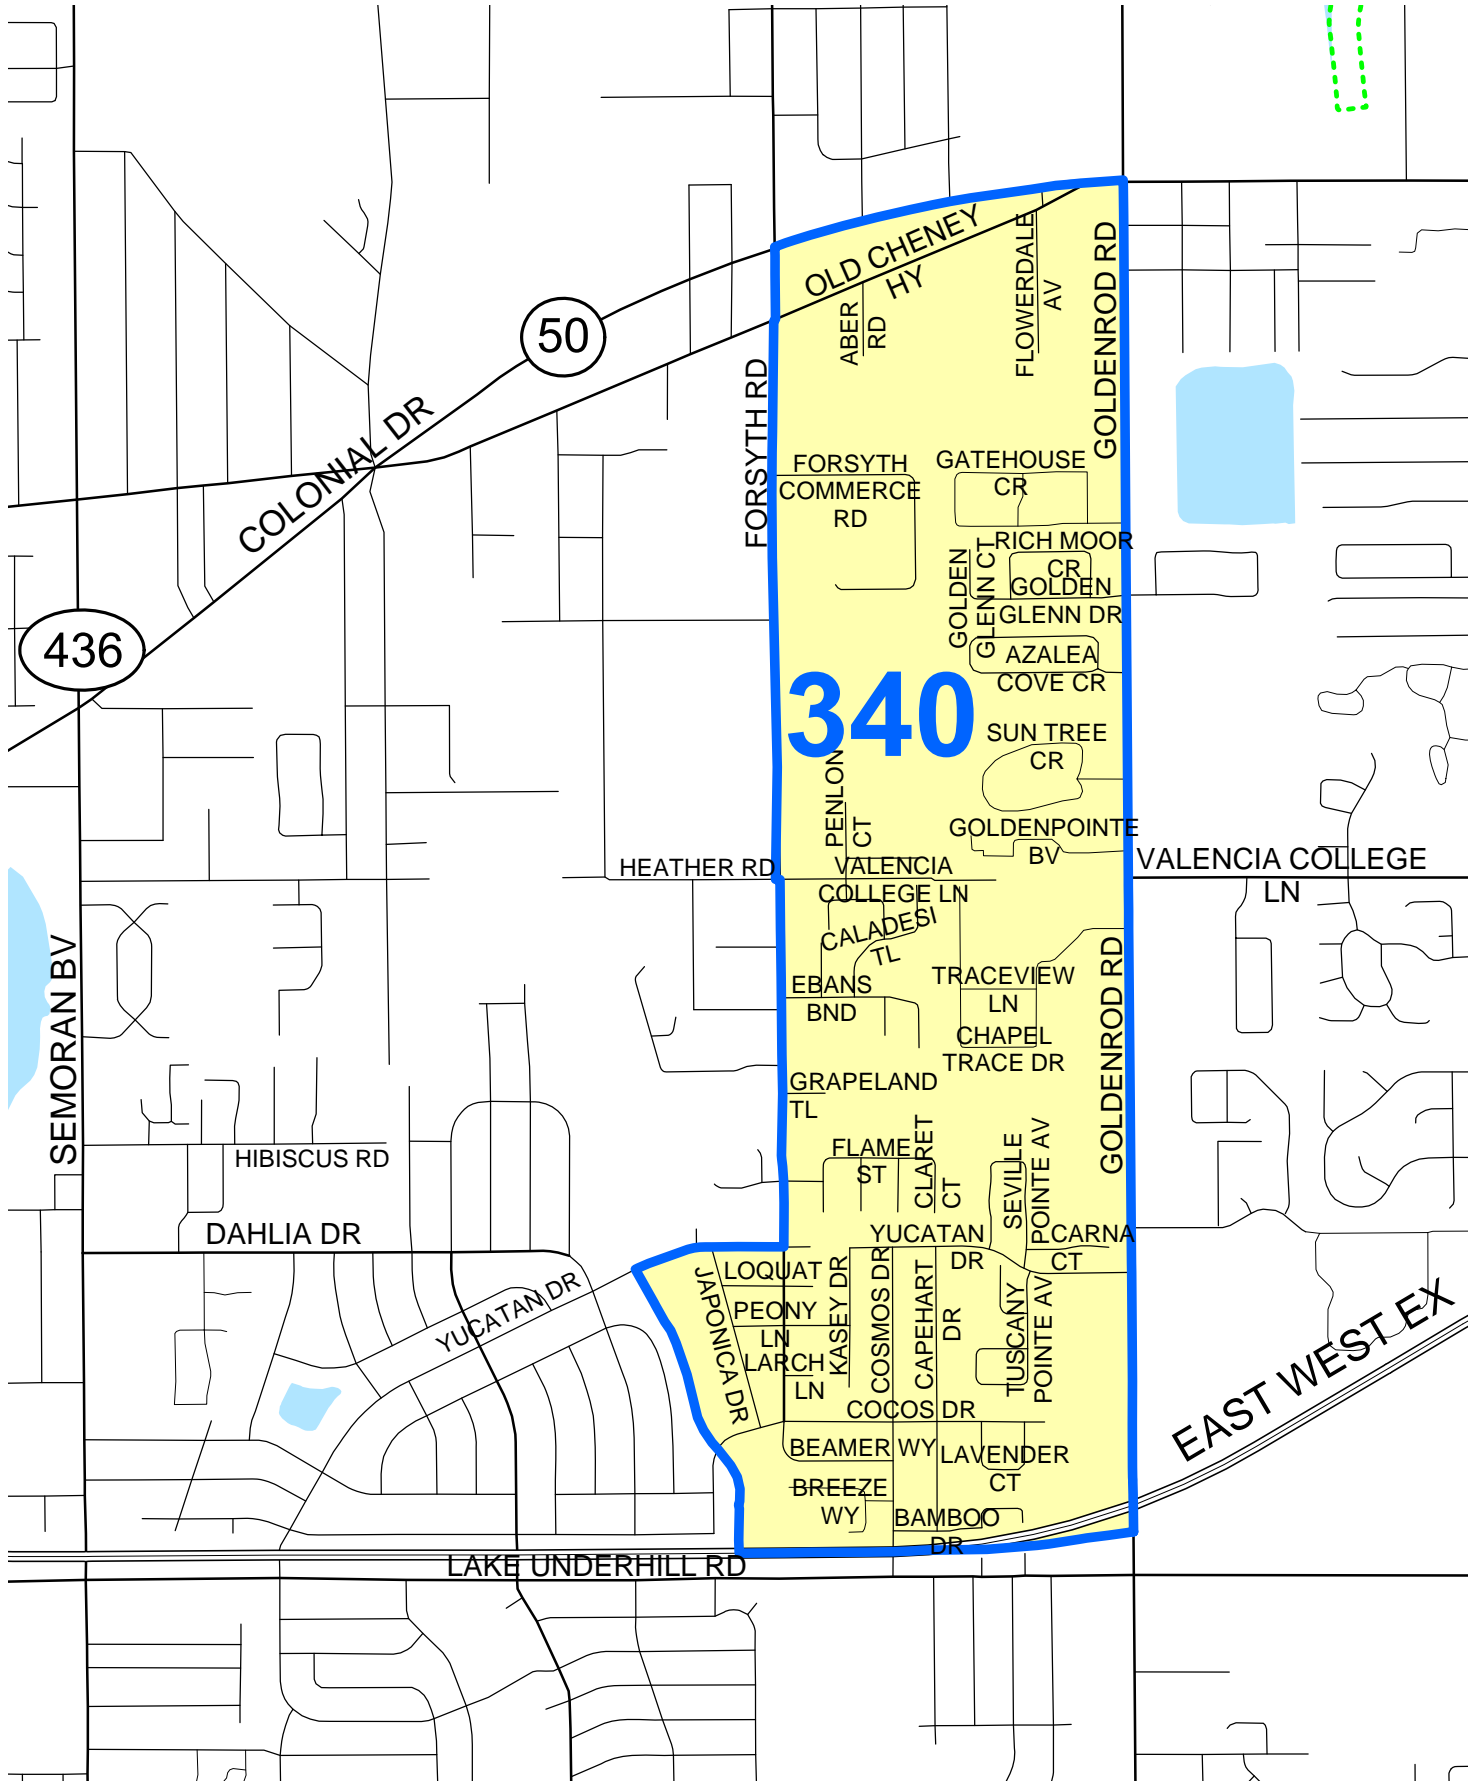 OLD CHENEY
HY
FLOWERDALE
AV
GOLDENROD RD
ABER
RD
50
FORSYTH RD
COLONIAL DR
FORSYTH
COMMERCE
RD
GATEHOUSE
CR
RICH MOOR
CR
GOLDEN
GLENN CT
GOLDEN
GLENN DR
436
AZALEA
COVE CR
340
SUN TREE
CR
PENLON
CT
GOLDENPOINTE
BV
HEATHER RD
VALENCIA
COLLEGE LN
VALENCIA COLLEGE
LN
CALADESI
TL
SEMORAN BV
EBANS
BND
TRACEVIEW
LN
GOLDENROD RD
CHAPEL
TRACE DR
GRAPELAND
TL
HIBISCUS RD
FLAME
ST
CLARET
CT
SEVILLE
POINTE AV
DAHLIA DR
YUCATAN
DR
CARNA
CT
LOQUAT
JAPONICA DR
YUCATAN DR
PEONY
LN
KASEY DR
COSMOS DR
CAPEHART
DR
TUSCANY
POINTE AV
LARCH
LN
EAST WEST EX
COCOS DR
BEAMER WY
LAVENDER
CT
BREEZE
WY
BAMBOO
DR
LAKE UNDERHILL RD